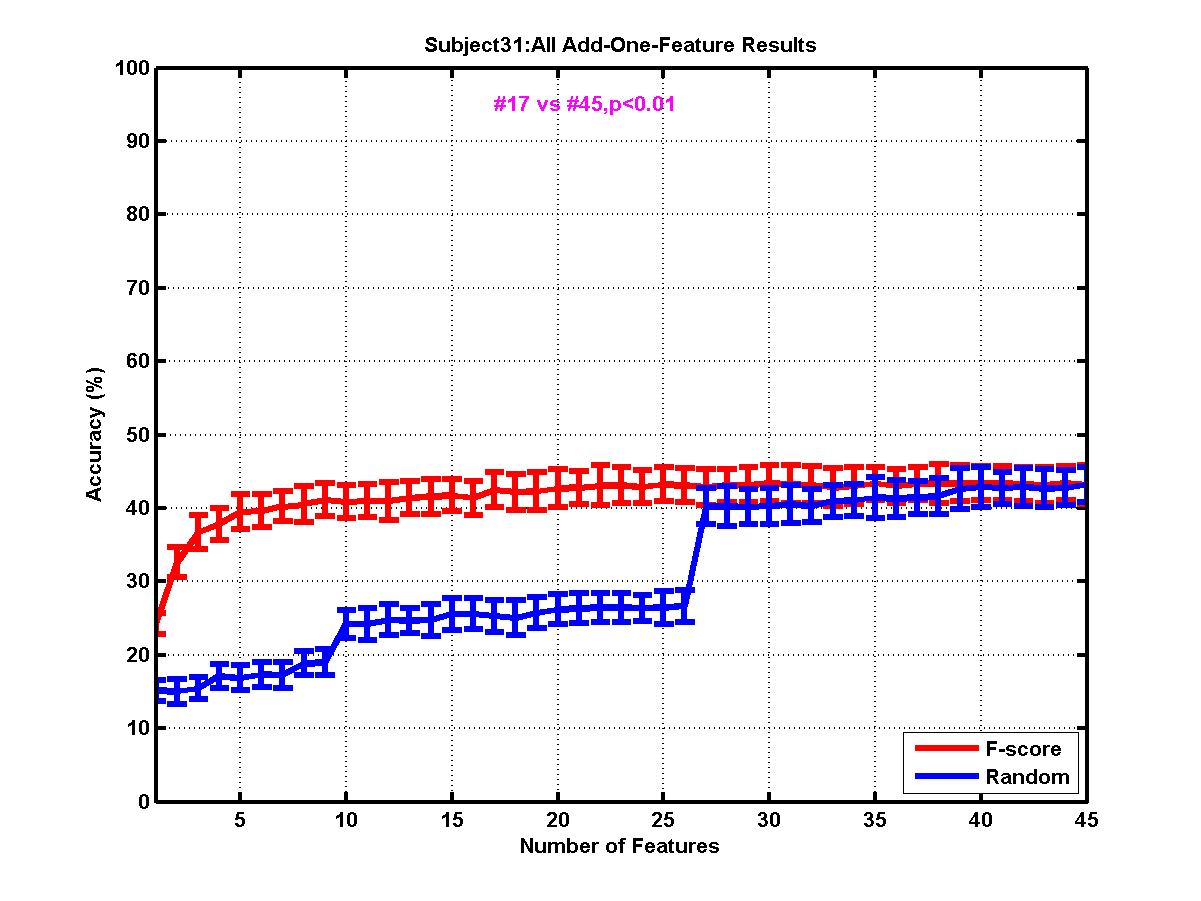 Subject31:All Add-One-Feature Results
#17 vs #45,p<0.01
100
90
80
70
60
50
40
30
20
10
0
Accuracy (%)
5 10 15 20 25 30 35 40 45
Number of Features
F-score
Random